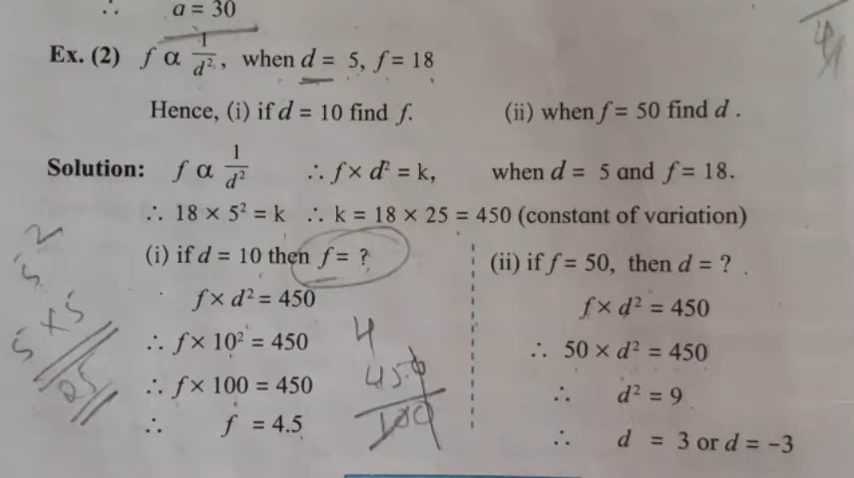 ∴ a = 30
Ex. (2) f α 1/d², when d = 5, f = 18
Hence, (i) if d = 10 find f. (ii) when f = 50 find d .
Solution: f α 1/d² ∴ f × d² = k, when d = 5 and f = 18.
∴ 18 × 5² = k ∴ k = 18 × 25 = 450 (constant of variation)
(i) if d = 10 then f = ?
f × d² = 450
∴ f × 10² = 450
∴ f × 100 = 450
∴ f = 4.5
(ii) if f = 50, then d = ? .
f × d² = 450
∴ 50 × d² = 450
∴ d² = 9
∴ d = 3 or d = −3
5²
5 × 5
25
4
450
100